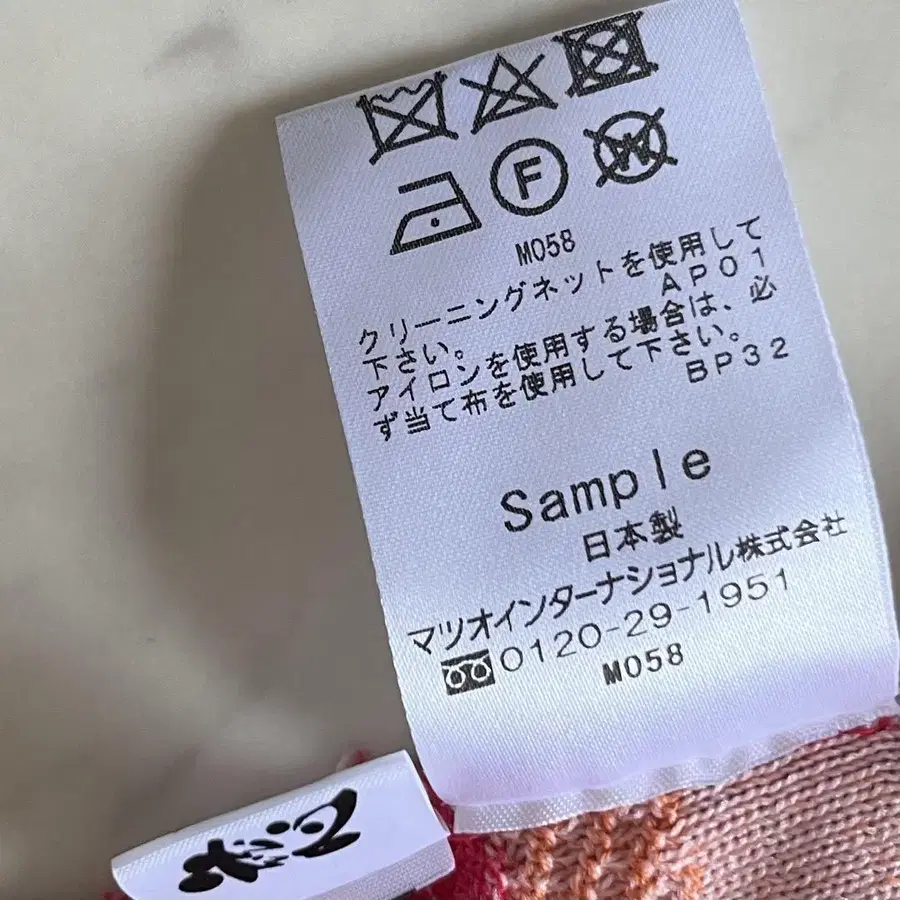 F
W
M058
クリーニングネットを使用して
下さい。 AP01
アイロンを使用する場合は、必
ず当て布を使用して下さい。
BP32
Sample
日本製
マツオインターナショナル株式会社
0120-29-1951
M058